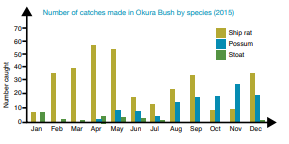 Number of catches made in Okura Bush by species (2015)
Number caught
70
60
50
40
30
20
10
0
Jan Feb Mar Apr May Jun Jul Aug Sep Oct Nov Dec
Ship rat
Possum
Stoat